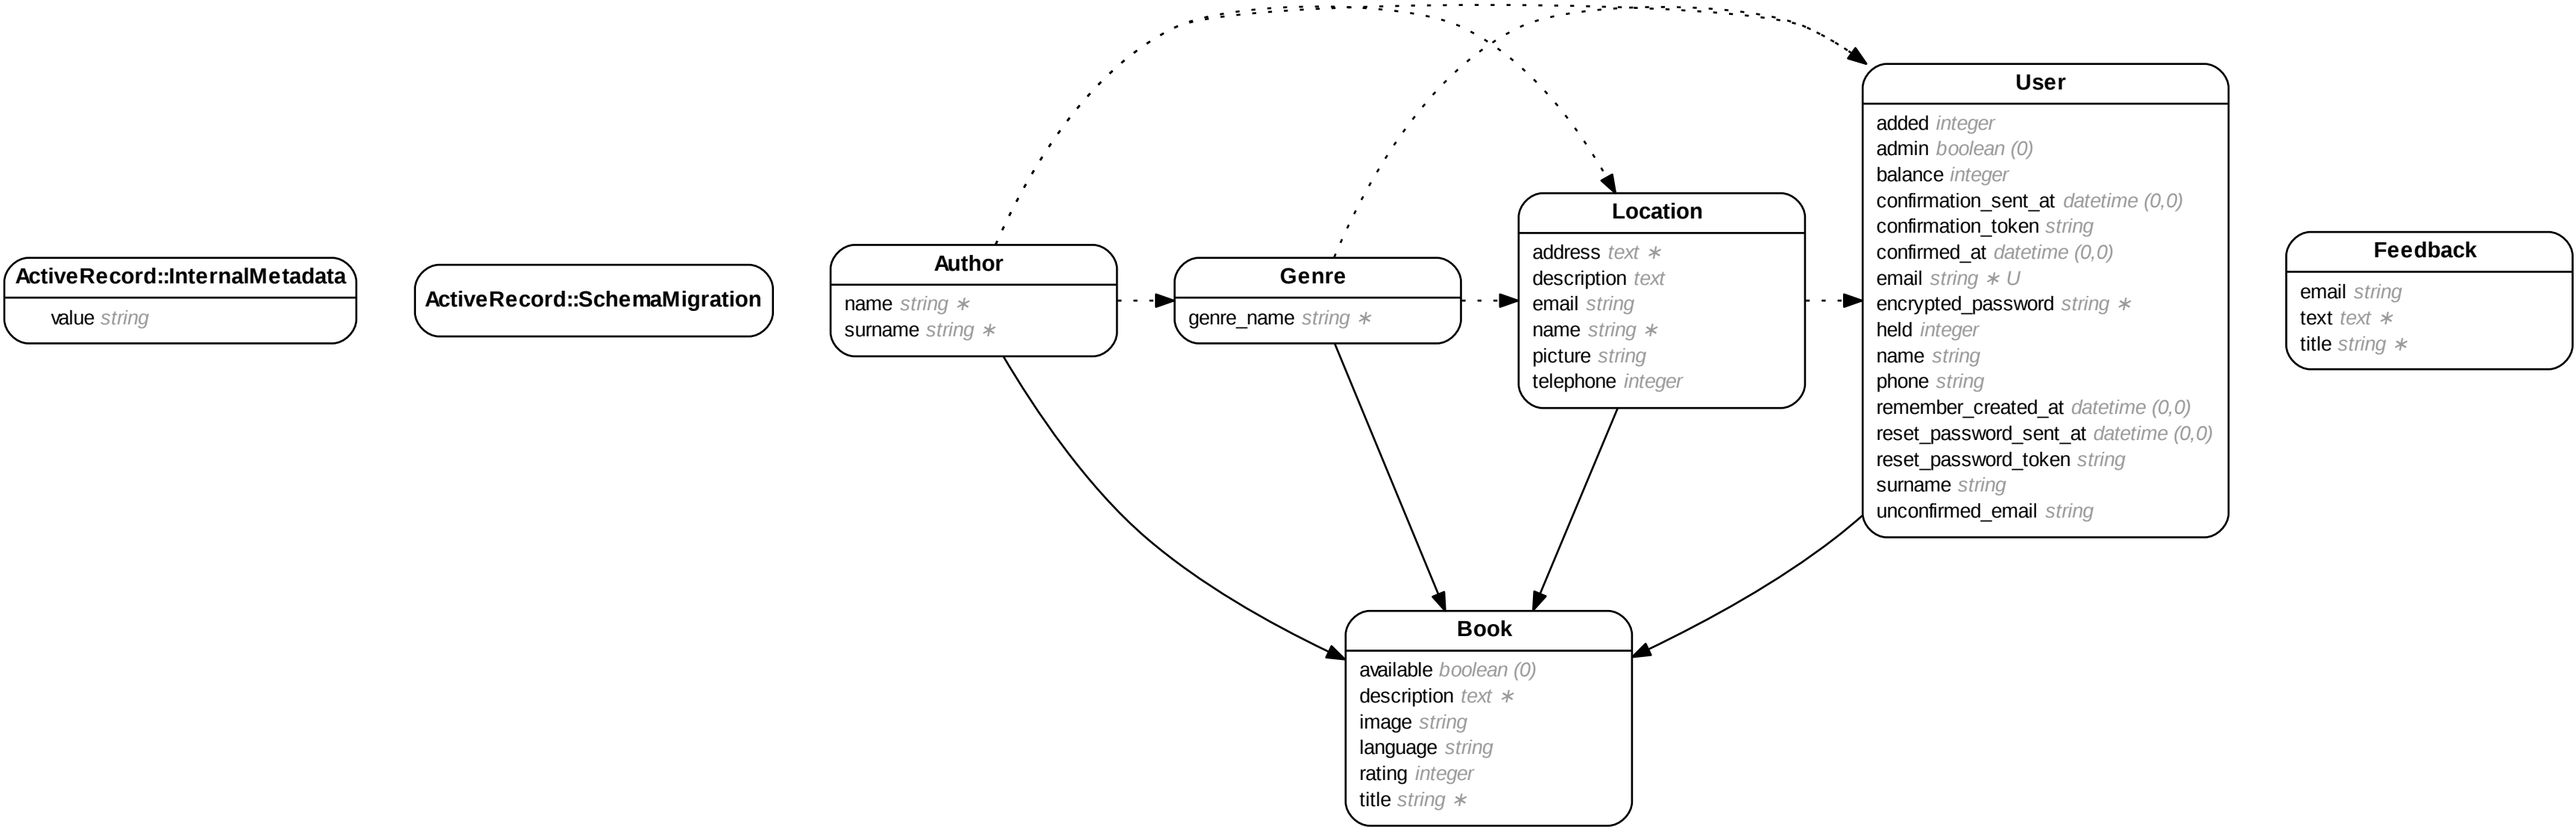 ActiveRecord::InternalMetadata
value string
ActiveRecord::SchemaMigration
Author
name string ∗
surname string ∗
Genre
genre_name string ∗
Location
address text ∗
description text
email string
name string ∗
picture string
telephone integer
User
added integer
admin boolean (0)
balance integer
confirmation_sent_at datetime (0,0)
confirmation_token string
confirmed_at datetime (0,0)
email string ∗ U
encrypted_password string ∗
held integer
name string
phone string
remember_created_at datetime (0,0)
reset_password_sent_at datetime (0,0)
reset_password_token string
surname string
unconfirmed_email string
Feedback
email string
text text ∗
title string ∗
Book
available boolean (0)
description text ∗
image string
language string
rating integer
title string ∗